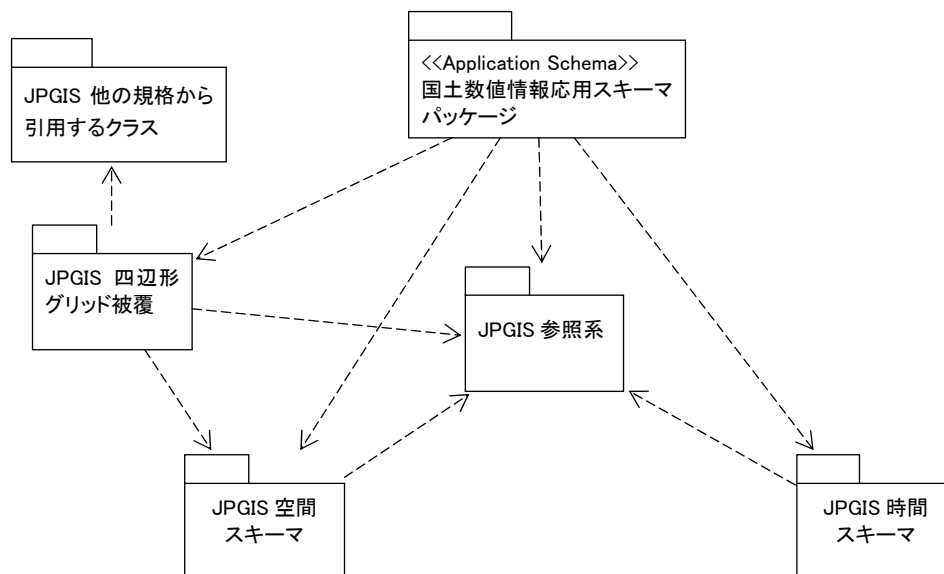 <<Application Schema>>
国土数値情報応用スキーマ
パッケージ
JPGIS 他の規格から
引用するクラス
JPGIS 四辺形
グリッド被覆
JPGIS 参照系
JPGIS 空間
スキーマ
JPGIS 時間
スキーマ